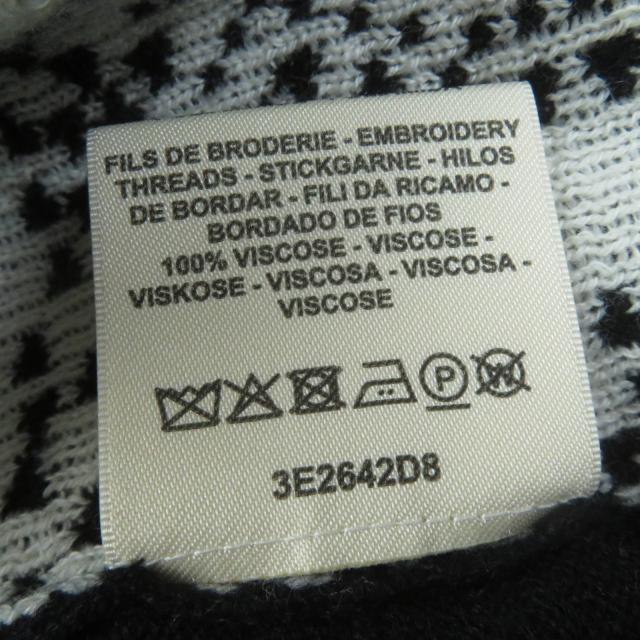 FILS DE BRODERIE - EMBROIDERY
THREADS - STICKGARNE - HILOS
DE BORDAR - FILI DA RICAMO -
BORDADO DE FIOS
100% VISCOSE - VISCOSE -
VISKOSE - VISCOSA - VISCOSA -
VISCOSE
P W
3E2642D8